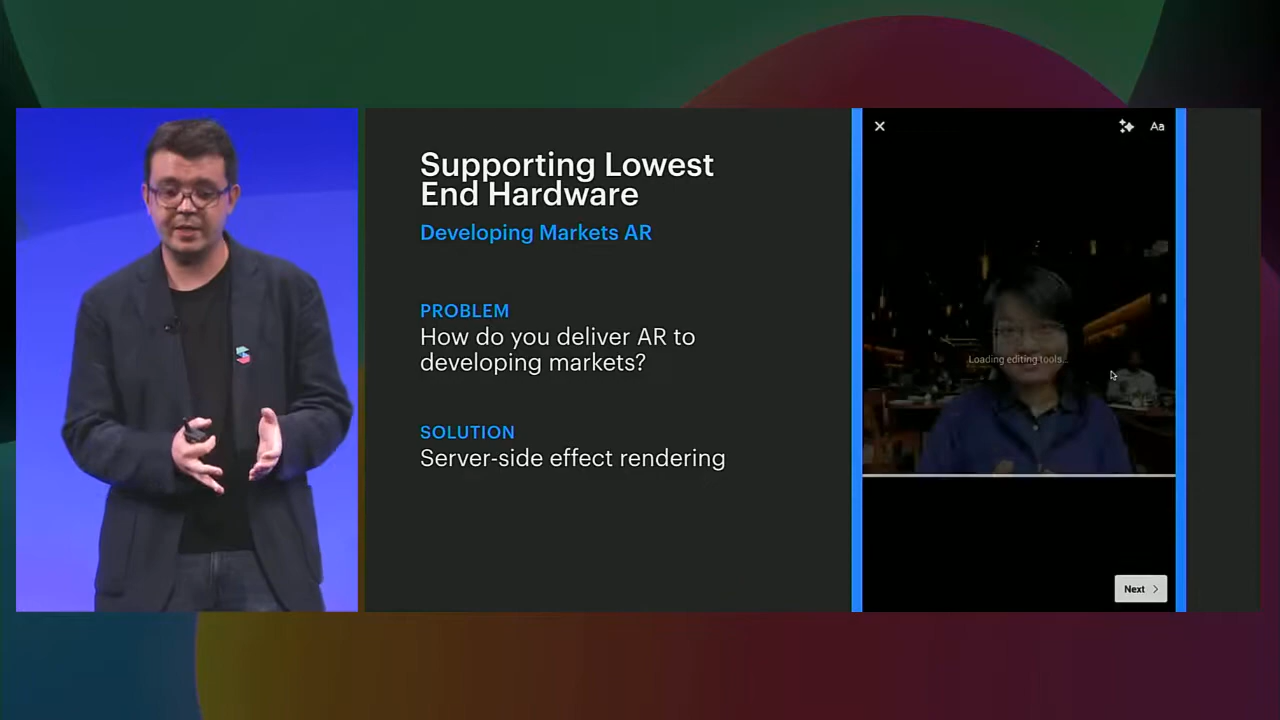 Supporting Lowest
End Hardware
Developing Markets AR
PROBLEM
How do you deliver AR to
developing markets?
SOLUTION
Server-side effect rendering
Aa
Loading editing tools...
Next